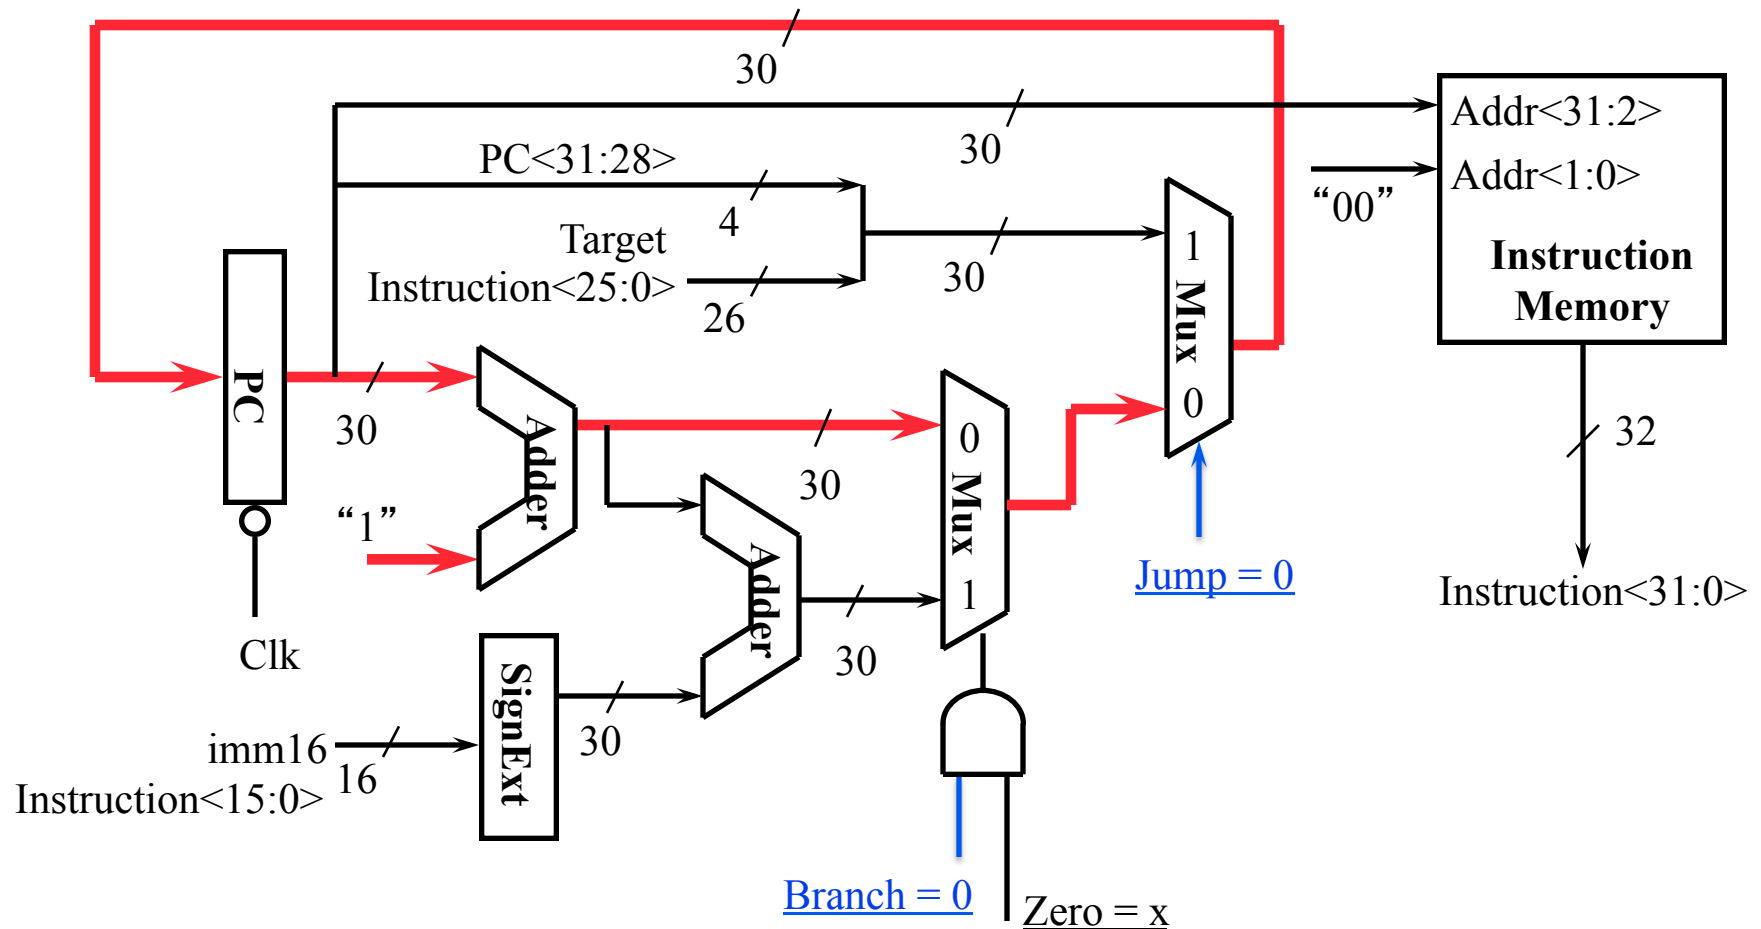 30
Addr<31:2>
30
PC<31:28>
Addr<1:0>
“00”
4
Target
1
Instruction<25:0>
30
Instruction
Memory
26
Mux
PC
0
30
Adder
0
32
30
“1”
Mux
Adder
Jump = 0
1
Instruction<31:0>
Clk
30
SignExt
30
imm16
16
Instruction<15:0>
Branch = 0
Zero = x